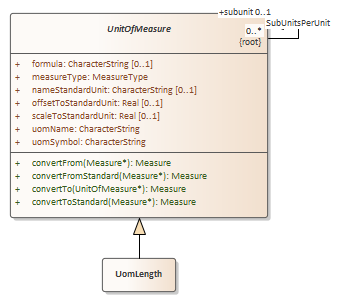 +subunit 0..1
UnitOfMeasure
SubUnitsPerUnit
0..*
{root}
+ formula: CharacterString [0..1]
+ measureType: MeasureType
+ nameStandardUnit: CharacterString [0..1]
+ offsetToStandardUnit: Real [0..1]
+ scaleToStandardUnit: Real [0..1]
+ uomName: CharacterString
+ uomSymbol: CharacterString
+ convertFrom(Measure*): Measure
+ convertFromStandard(Measure*): Measure
+ convertTo(UnitOfMeasure*): Measure
+ convertToStandard(Measure*): Measure
UomLength